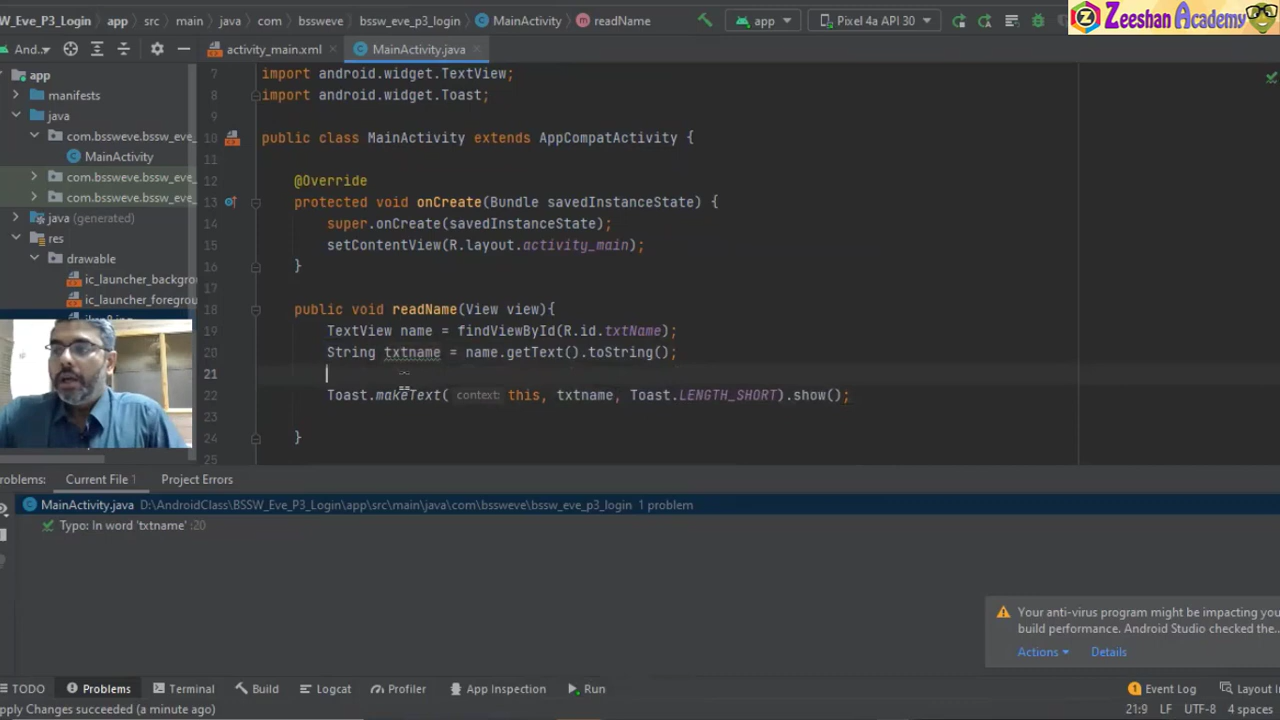 W_Eve_P3_Login app src main java com bssweve bssw_eve_p3_login MainActivity readName app Pixel 4a API 30
Zeeshan Academy
And.. activity_main.xml MainActivity.java
app
manifests
java
com.bssweve.bssw_eve_
MainActivity
com.bssweve.bssw_eve_
com.bssweve.bssw_eve_
java (generated)
res
drawable
ic_launcher_backgro
ic_launcher_foregrou
7 import android.widget.TextView;
8 import android.widget.Toast;
9
10 public class MainActivity extends AppCompatActivity {
11
12 @Override
13 protected void onCreate(Bundle savedInstanceState) {
14 super.onCreate(savedInstanceState);
15 setContentView(R.layout.activity_main);
16 }
17
18 public void readName(View view){
19 TextView name = findViewById(R.id.txtName);
20 String txtname = name.getText().toString();
21
22 Toast.makeText( context: this, txtname, Toast.LENGTH_SHORT).show();
23
24 }
25
roblems: Current File 1 Project Errors
MainActivity.java D:\AndroidClass\BSSW_Eve_P3_Login\app\src\main\java\com\bssweve\bssw_eve_p3_login 1 problem
Typo: In word 'txtname' :20
Your anti-virus program might be impacting you
build performance. Android Studio checked the...
Actions Details
TODO Problems Terminal Build Logcat Profiler App Inspection Run 1 Event Log Layout In
pply Changes succeeded (a minute ago) 21:9 LF UTF-8 4 spaces